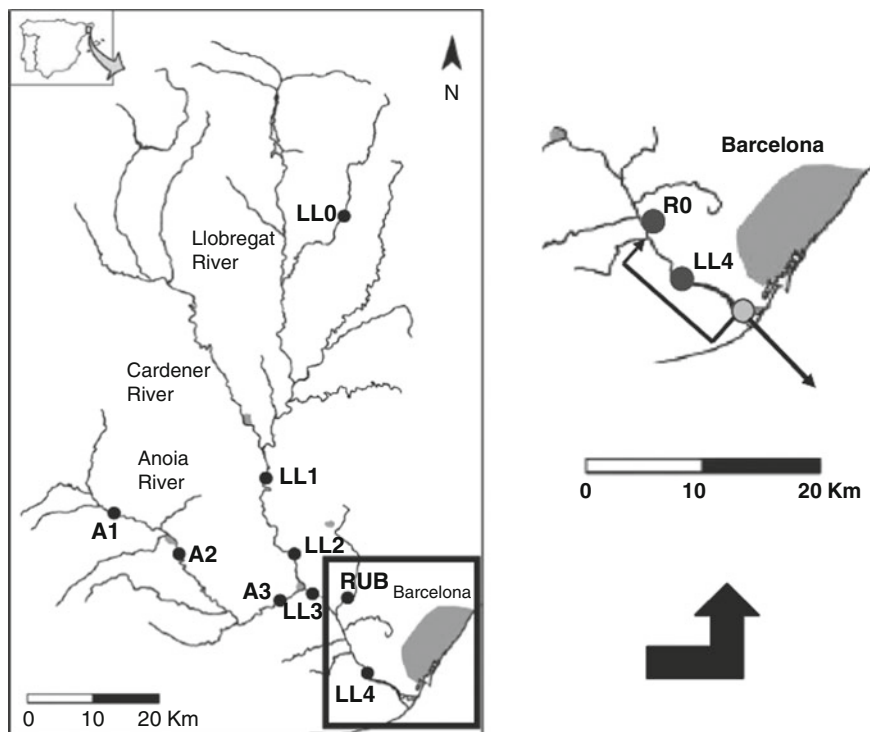 N
LL0
Llobregat
River
Cardener
River
Anoia
River
LL1
A1
A2
LL2
A3
LL3
RUB
Barcelona
LL4
0 10 20 Km
Barcelona
R0
LL4
0 10 20 Km